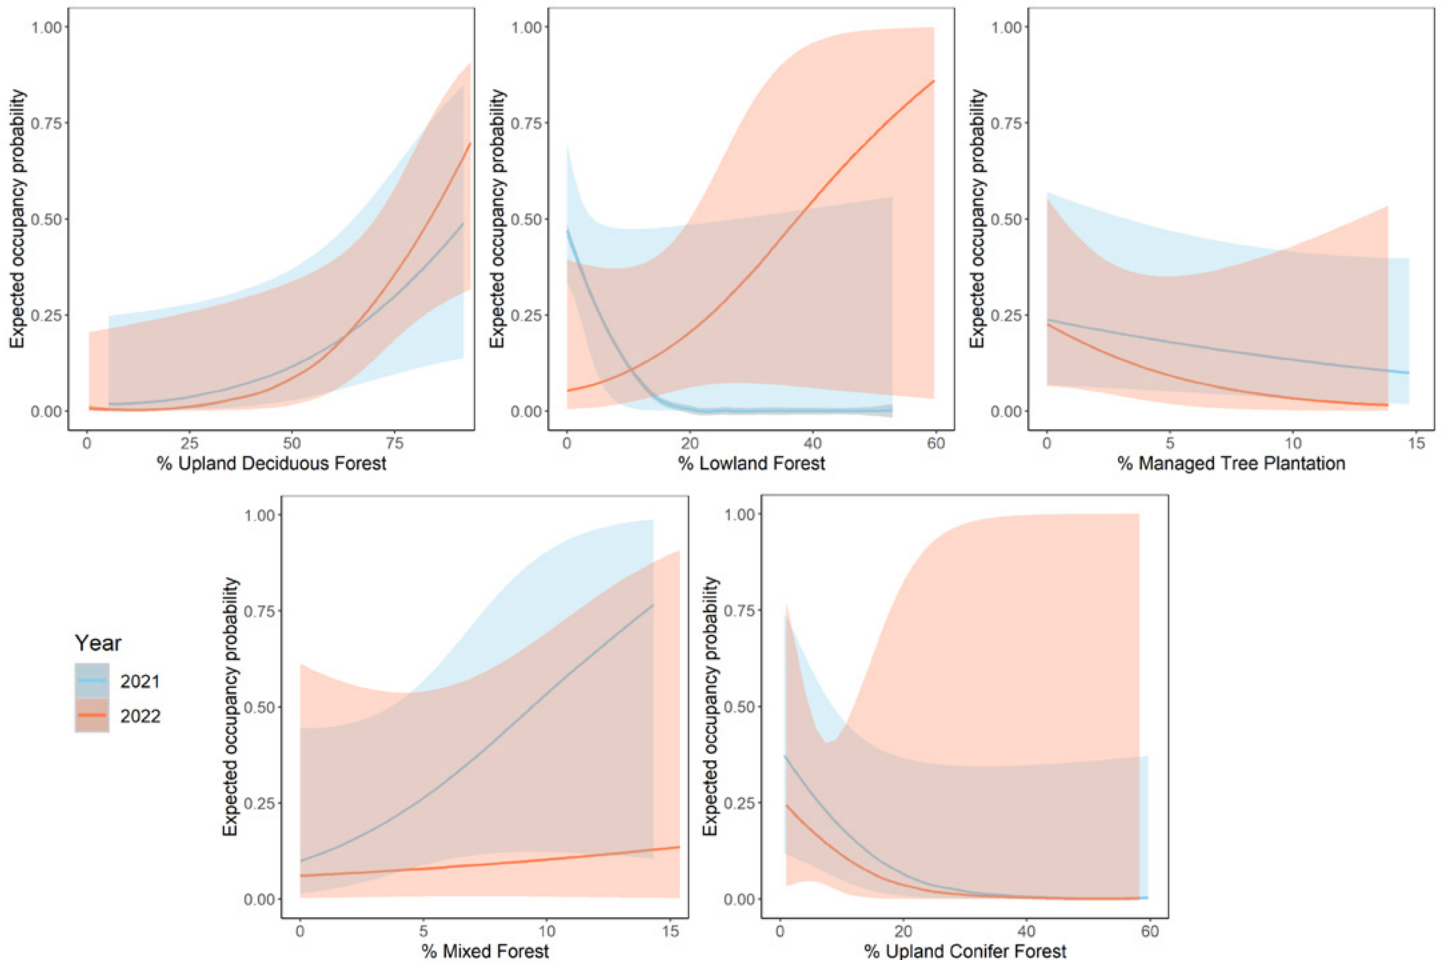 Expected occupancy probability
1.00
0.75
0.50
0.25
0.00
0 25 50 75
% Upland Deciduous Forest
Expected occupancy probability
1.00
0.75
0.50
0.25
0.00
0 20 40 60
% Lowland Forest
Expected occupancy probability
1.00
0.75
0.50
0.25
0.00
0 5 10 15
% Managed Tree Plantation
Year
2021
2022
Expected occupancy probability
1.00
0.75
0.50
0.25
0.00
0 5 10 15
% Mixed Forest
Expected occupancy probability
1.00
0.75
0.50
0.25
0.00
0 20 40 60
% Upland Conifer Forest